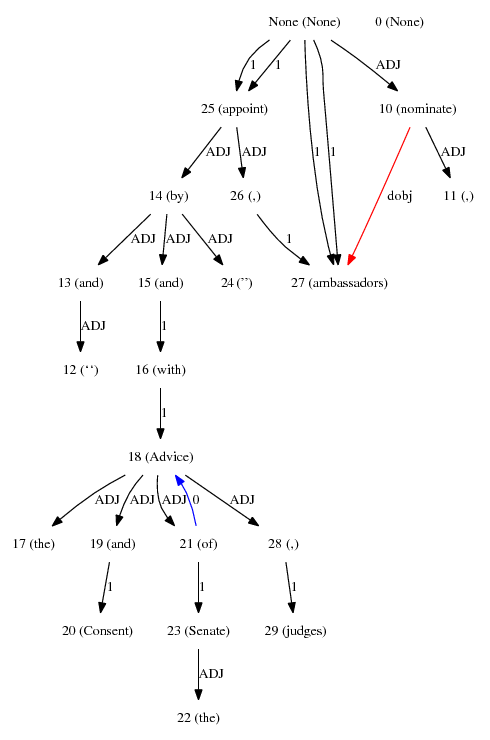 None (None) 0 (None)
1 1 ADJ
25 (appoint) 10 (nominate)
ADJ ADJ 1 1 ADJ
14 (by) 26 (,) dobj 11 (,)
ADJ ADJ ADJ 1
13 (and) 15 (and) 24 (’’) 27 (ambassadors)
ADJ 1
12 (‘‘) 16 (with)
1
18 (Advice)
ADJ ADJ ADJ 0 ADJ
17 (the) 19 (and) 21 (of) 28 (,)
1 1 1
20 (Consent) 23 (Senate) 29 (judges)
ADJ
22 (the)